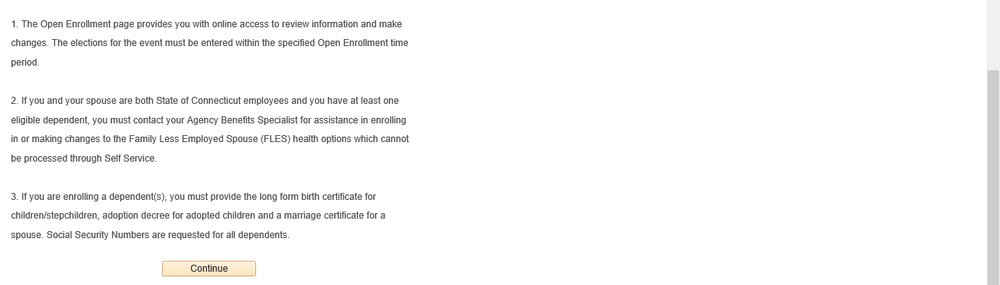 1. The Open Enrollment page provides you with online access to review information and make
changes. The elections for the event must be entered within the specified Open Enrollment time
period.
2. If you and your spouse are both State of Connecticut employees and you have at least one
eligible dependent, you must contact your Agency Benefits Specialist for assistance in enrolling
in or making changes to the Family Less Employed Spouse (FLES) health options which cannot
be processed through Self Service.
3. If you are enrolling a dependent(s), you must provide the long form birth certificate for
children/stepchildren, adoption decree for adopted children and a marriage certificate for a
spouse. Social Security Numbers are requested for all dependents.
Continue